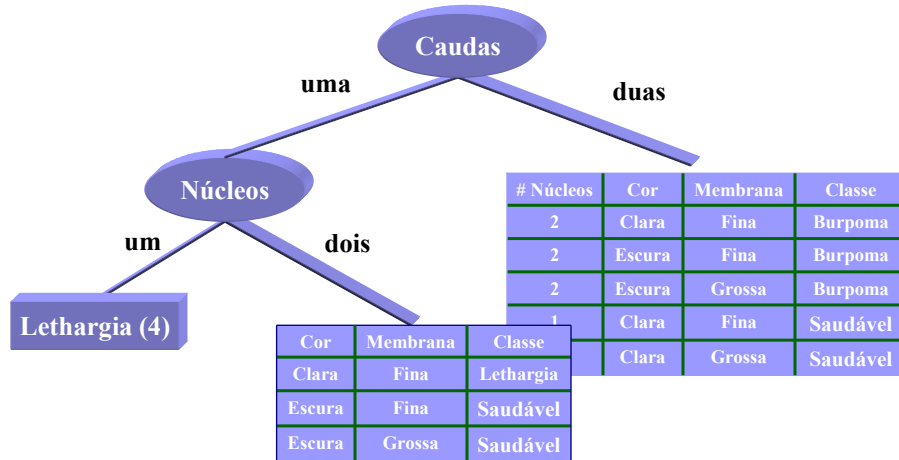 Caudas
uma
duas
Núcleos
um
dois
Lethargia (4)
# Núcleos Cor Membrana Classe
2 Clara Fina Burpoma
2 Escura Fina Burpoma
2 Escura Grossa Burpoma
1 Clara Fina Saudável
Clara Grossa Saudável
Cor Membrana Classe
Clara Fina Lethargia
Escura Fina Saudável
Escura Grossa Saudável